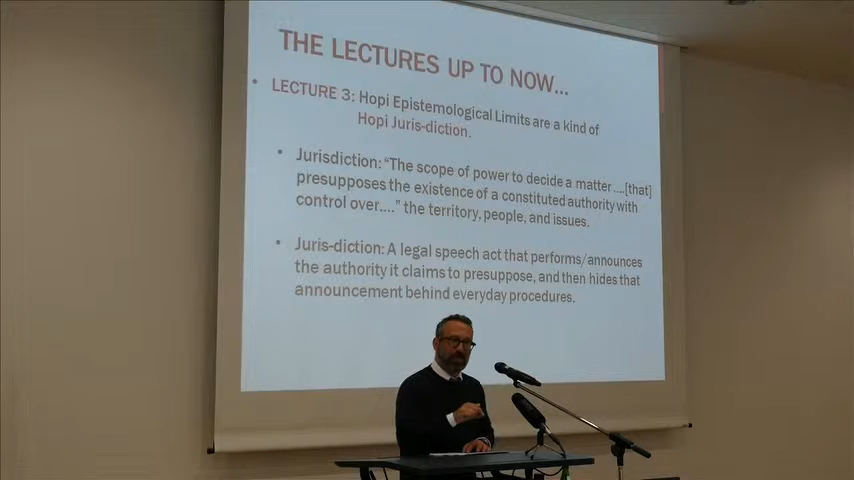 THE LECTURES UP TO NOW...
• LECTURE 3: Hopi Epistemological Limits are a kind of
Hopi Juris-diction.
• Jurisdiction: “The scope of power to decide a matter ....[that]
presupposes the existence of a constituted authority with
control over....” the territory, people, and issues.
• Juris-diction: A legal speech act that performs/announces
the authority it claims to presuppose, and then hides that
announcement behind everyday procedures.